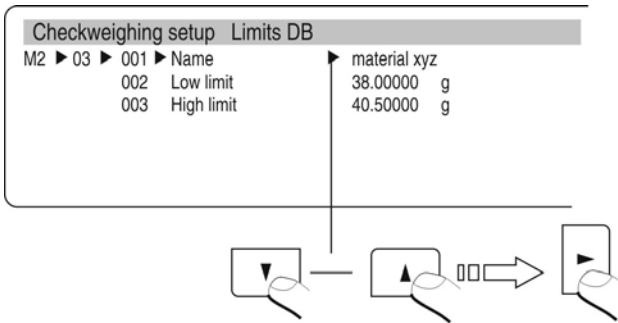 Checkweighing setup Limits DB
M2 ▶ 03 ▶ 001 ▶ Name ▶ material xyz
002 Low limit 38.00000 g
003 High limit 40.50000 g